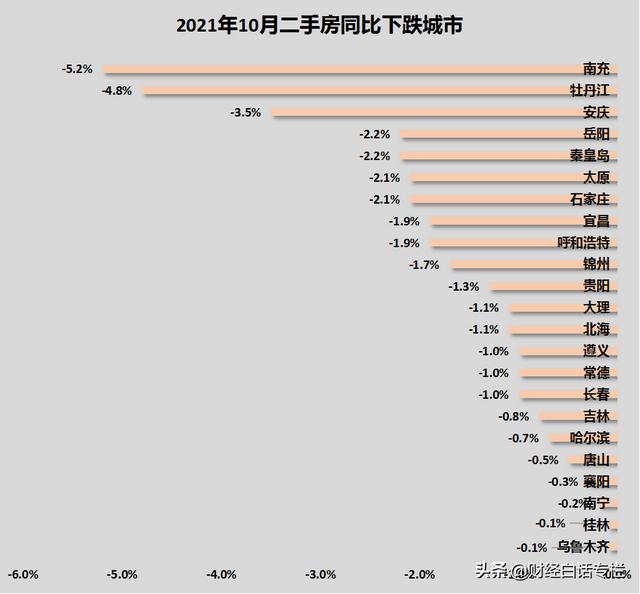 2021年10月二手房同比下跌城市
-5.2% 南充
-4.8% 牡丹江
-3.5% 安庆
-2.2% 岳阳
-2.2% 秦皇岛
-2.1% 太原
-2.1% 石家庄
-1.9% 宜昌
-1.9% 呼和浩特
-1.7% 锦州
-1.3% 贵阳
-1.1% 大理
-1.1% 北海
-1.0% 遵义
-1.0% 常德
-1.0% 长春
-0.8% 吉林
-0.7% 哈尔滨
-0.5% 唐山
-0.3% 襄阳
-0.2% 南宁
-0.1% 桂林
-0.1% 乌鲁木齐
-6.0% -5.0% -4.0% -3.0% -2.0% 0.0%
头条 @财经白话专栏